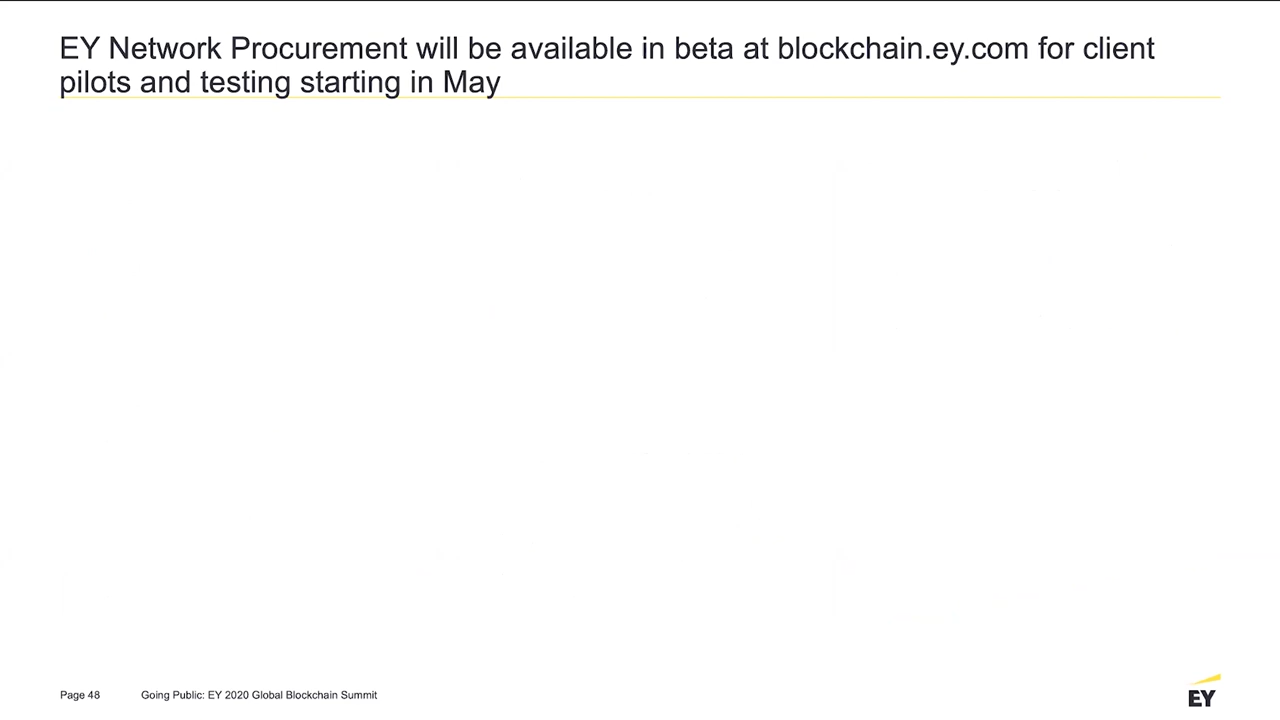 EY Network Procurement will be available in beta at blockchain.ey.com for client
pilots and testing starting in May
Page 48 Going Public: EY 2020 Global Blockchain Summit
EY